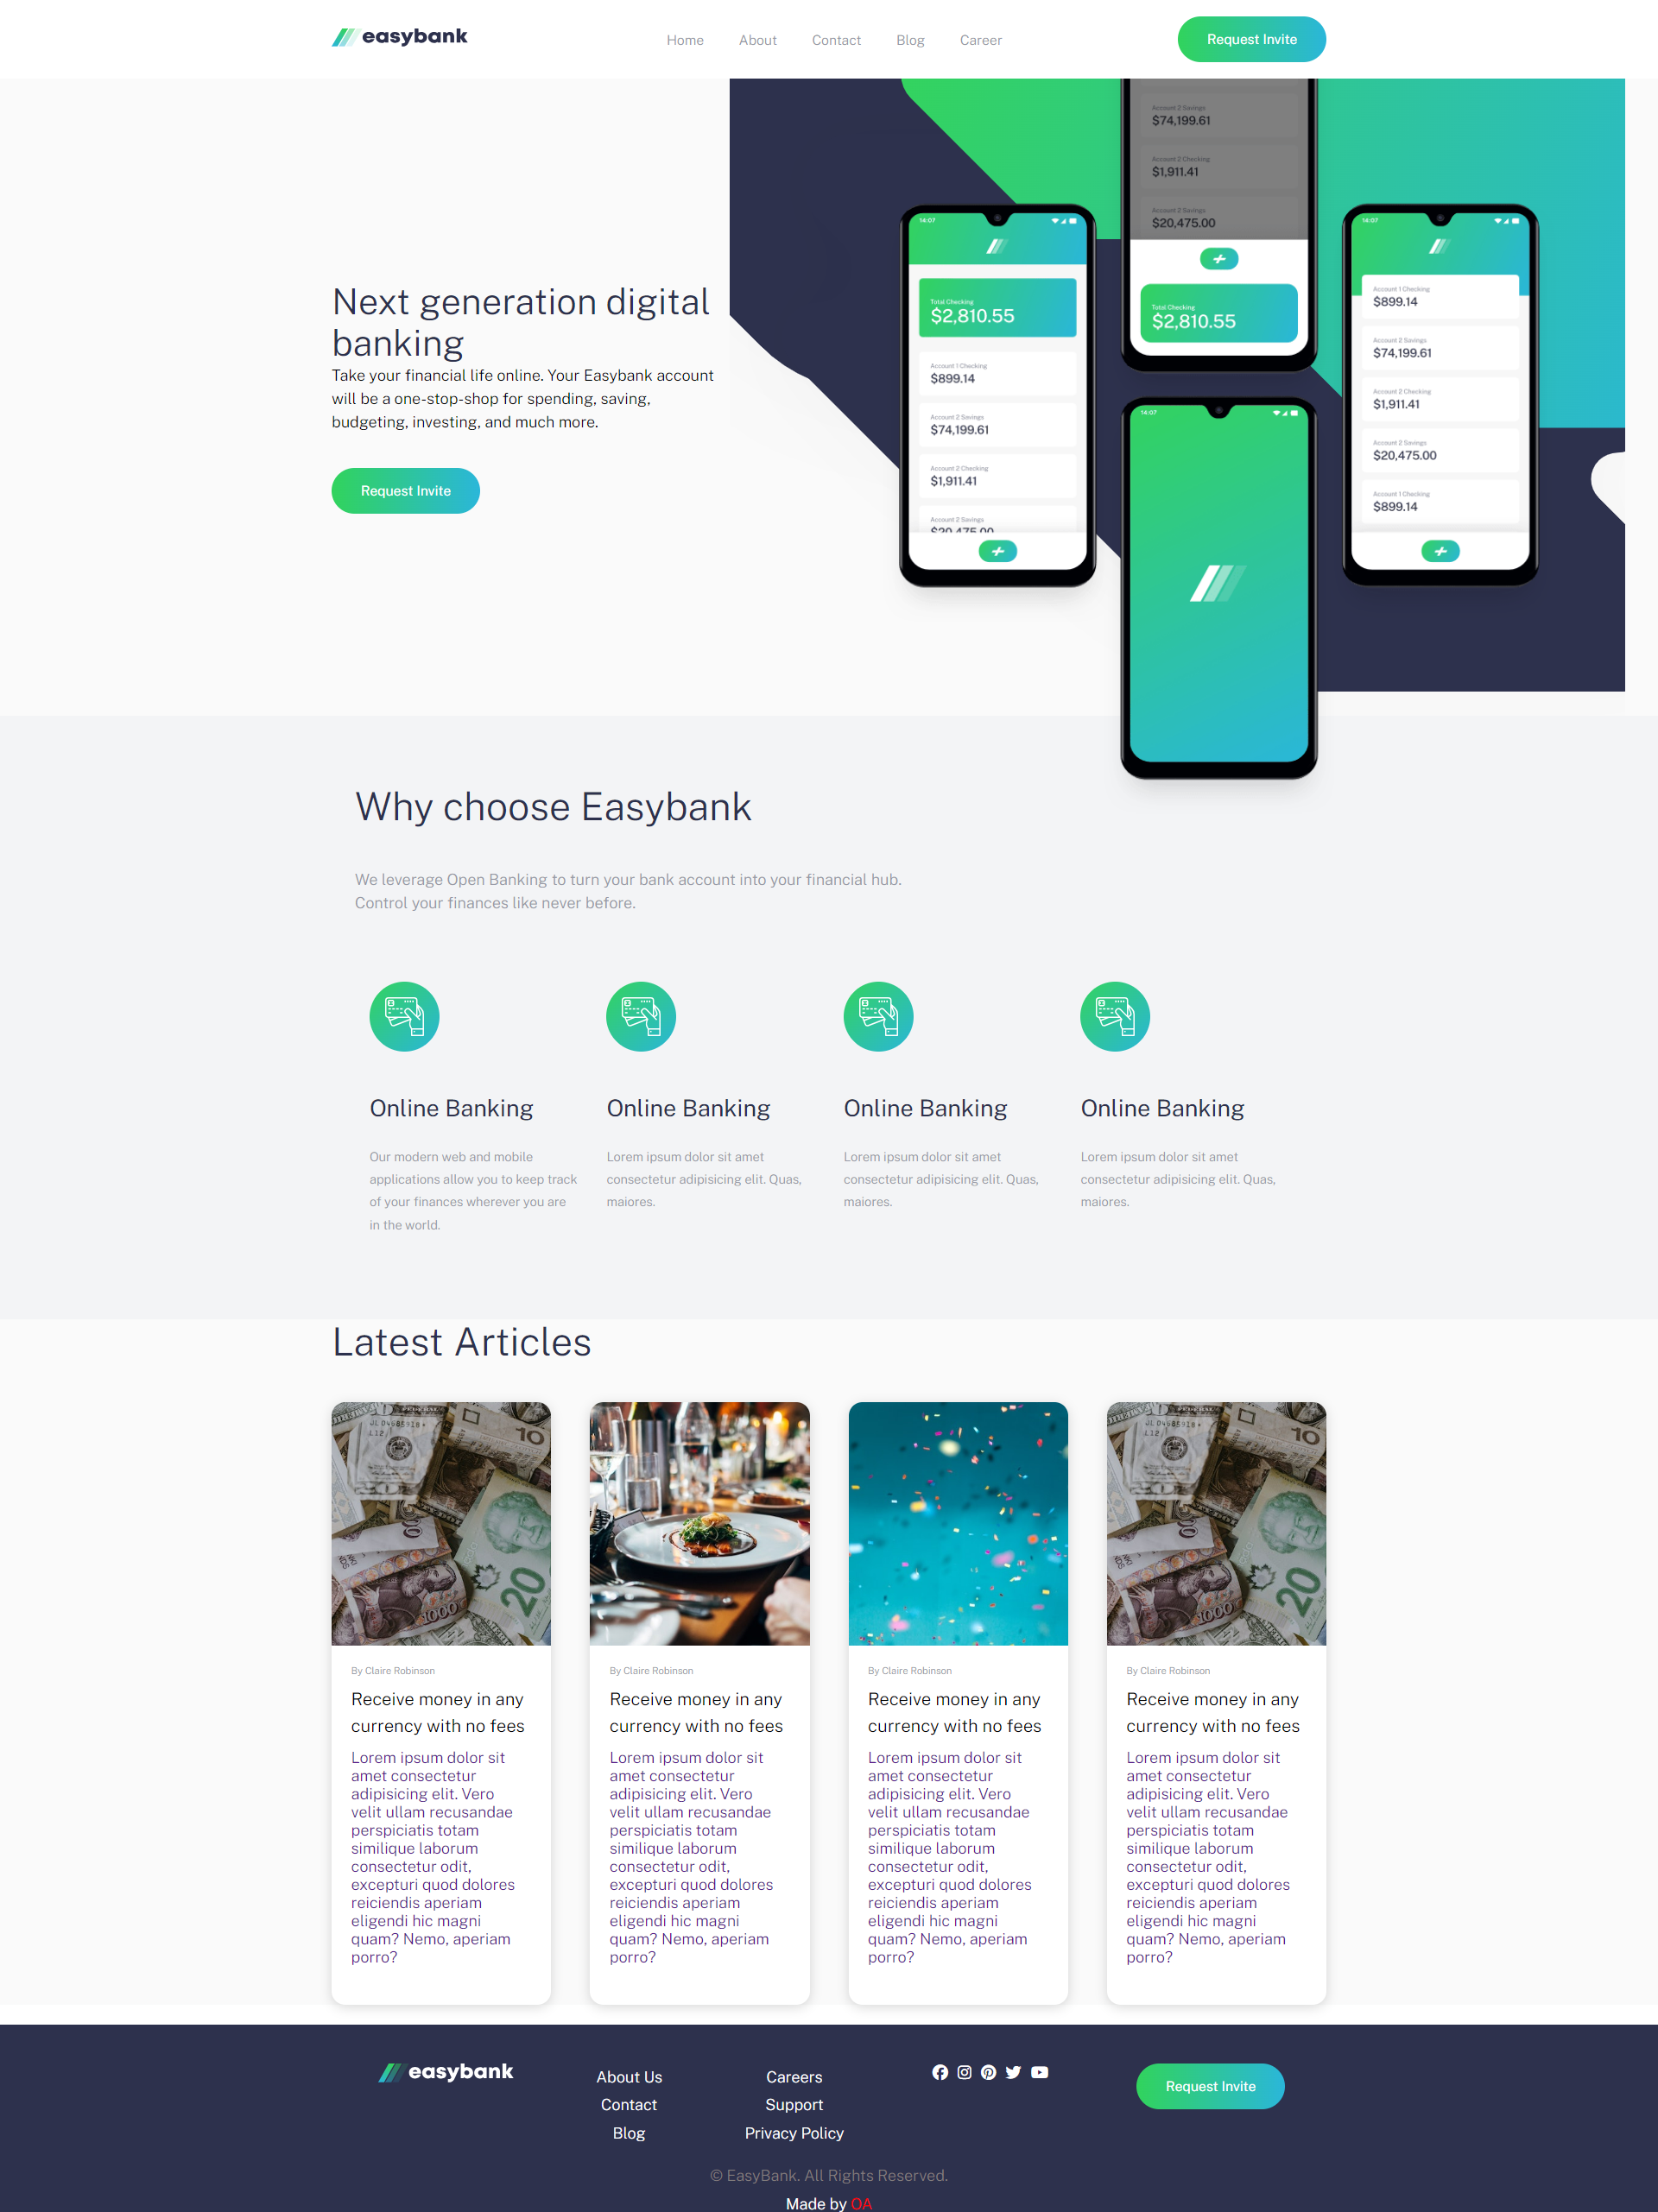 easybank
Home About Contact Blog Career
Request Invite
Next generation digital
banking
Take your financial life online. Your Easybank account
will be a one-stop-shop for spending, saving,
budgeting, investing, and much more.
Request Invite
Account 2 Savings
$74,199.61
Account 2 Checking
$1,911.41
Account 2 Savings
$20,475.00
Total Checking
$2,810.55
14:07
Total Checking
$2,810.55
Account 1 Checking
$899.14
Account 2 Savings
$74,199.61
Account 2 Checking
$1,911.41
Account 2 Savings
$20,475.00
14:07
Account 1 Checking
$899.14
Account 2 Savings
$74,199.61
Account 2 Checking
$1,911.41
Account 2 Savings
$20,475.00
Account 1 Checking
$899.14
14:07
Why choose Easybank
We leverage Open Banking to turn your bank account into your financial hub.
Control your finances like never before.
Online Banking
Our modern web and mobile
applications allow you to keep track
of your finances wherever you are
in the world.
Online Banking
Lorem ipsum dolor sit amet
consectetur adipisicing elit. Quas,
maiores.
Online Banking
Lorem ipsum dolor sit amet
consectetur adipisicing elit. Quas,
maiores.
Online Banking
Lorem ipsum dolor sit amet
consectetur adipisicing elit. Quas,
maiores.
Latest Articles
By Claire Robinson
Receive money in any
currency with no fees
Lorem ipsum dolor sit
amet consectetur
adipisicing elit. Vero
velit ullam recusandae
perspiciatis totam
similique laborum
consectetur odit,
excepturi quod dolores
reiciendis aperiam
eligendi hic magni
quam? Nemo, aperiam
porro?
By Claire Robinson
Receive money in any
currency with no fees
Lorem ipsum dolor sit
amet consectetur
adipisicing elit. Vero
velit ullam recusandae
perspiciatis totam
similique laborum
consectetur odit,
excepturi quod dolores
reiciendis aperiam
eligendi hic magni
quam? Nemo, aperiam
porro?
By Claire Robinson
Receive money in any
currency with no fees
Lorem ipsum dolor sit
amet consectetur
adipisicing elit. Vero
velit ullam recusandae
perspiciatis totam
similique laborum
consectetur odit,
excepturi quod dolores
reiciendis aperiam
eligendi hic magni
quam? Nemo, aperiam
porro?
By Claire Robinson
Receive money in any
currency with no fees
Lorem ipsum dolor sit
amet consectetur
adipisicing elit. Vero
velit ullam recusandae
perspiciatis totam
similique laborum
consectetur odit,
excepturi quod dolores
reiciendis aperiam
eligendi hic magni
quam? Nemo, aperiam
porro?
easybank
About Us
Contact
Blog
Careers
Support
Privacy Policy
Request Invite
© EasyBank. All Rights Reserved.
Made by OA